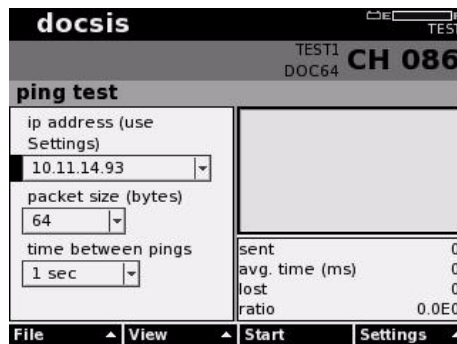 docsis
TEST
TEST1
DOC64
CH 086
ping test
ip address (use
Settings)
10.11.14.93
packet size (bytes)
64
time between pings
1 sec
sent 0
avg. time (ms) 0
lost 0
ratio 0.0E0
File View Start Settings